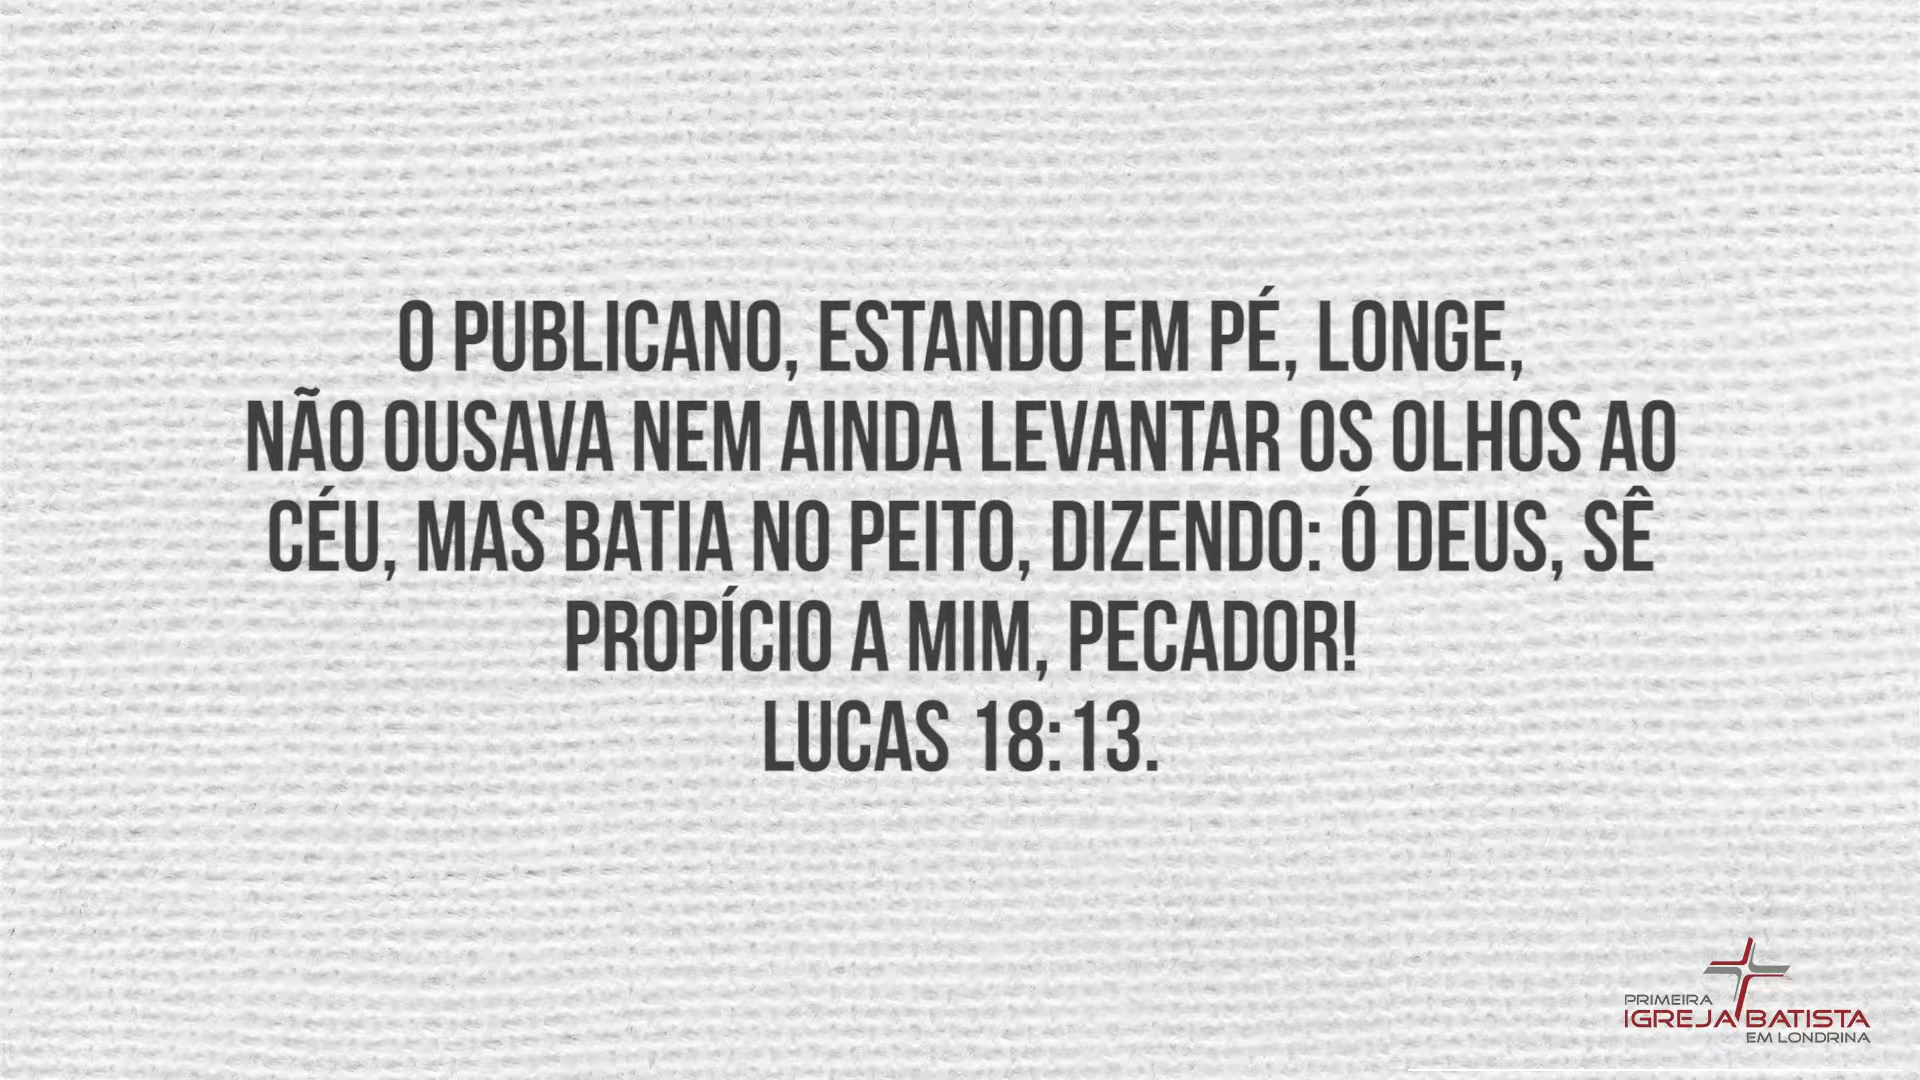 O PUBLICANO, ESTANDO EM PÉ, LONGE,
NÃO OUSAVA NEM AINDA LEVANTAR OS OLHOS AO
CÉU, MAS BATIA NO PEITO, DIZENDO: Ó DEUS, SÊ
PROPÍCIO A MIM, PECADOR!
LUCAS 18:13.
PRIMEIRA
IGREJA BATISTA
EM LONDRINA